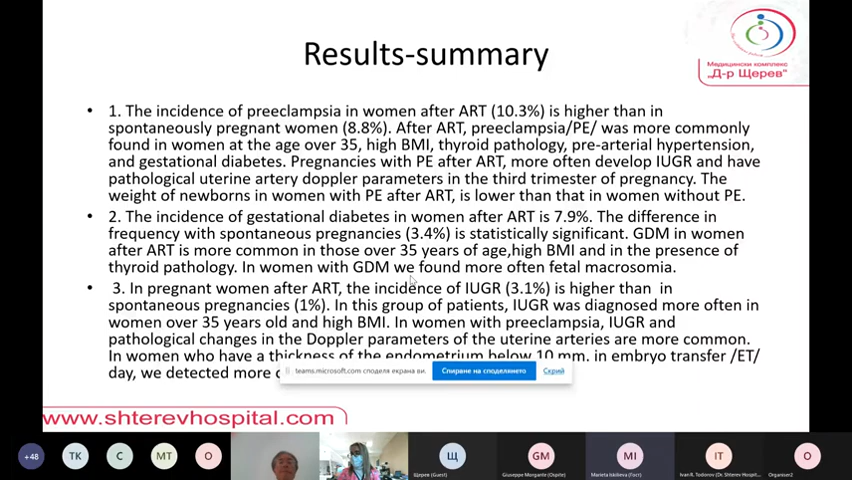 Results-summary
Медицински комплекс
"Д-р Щерев"
• 1. The incidence of preeclampsia in women after ART (10.3%) is higher than in
spontaneously pregnant women (8.8%). After ART, preeclampsia/PE/ was more commonly
found in women at the age over 35, high BMI, thyroid pathology, pre-arterial hypertension,
and gestational diabetes. Pregnancies with PE after ART, more often develop IUGR and have
pathological uterine artery doppler parameters in the third trimester of pregnancy. The
weight of newborns in women with PE after ART, is lower than that in women without PE.
• 2. The incidence of gestational diabetes in women after ART is 7.9%. The difference in
frequency with spontaneous pregnancies (3.4%) is statistically significant. GDM in women
after ART is more common in those over 35 years of age,high BMI and in the presence of
thyroid pathology. In women with GDM we found more often fetal macrosomia.
• 3. In pregnant women after ART, the incidence of IUGR (3.1%) is higher than in
spontaneous pregnancies (1%). In this group of patients, IUGR was diagnosed more often in
women over 35 years old and high BMI. In women with preeclampsia, IUGR and
pathological changes in the Doppler parameters of the uterine arteries are more common.
In women who have a thickness of the endometrium below 10 mm. in embryo transfer /ET/
day, we detected more
teams.microsoft.com споделя екрана ви.
Спиране на споделянето
Скрий
www.shterevhospital.com
+48
TK
C
MT
O
Щ
GM
MI
IT
O
Щерев (Guest)
Giuseppe Morgante (Ospite)
Ivan R. Todorov (Dr. Shterev Hospit...
Organiser2